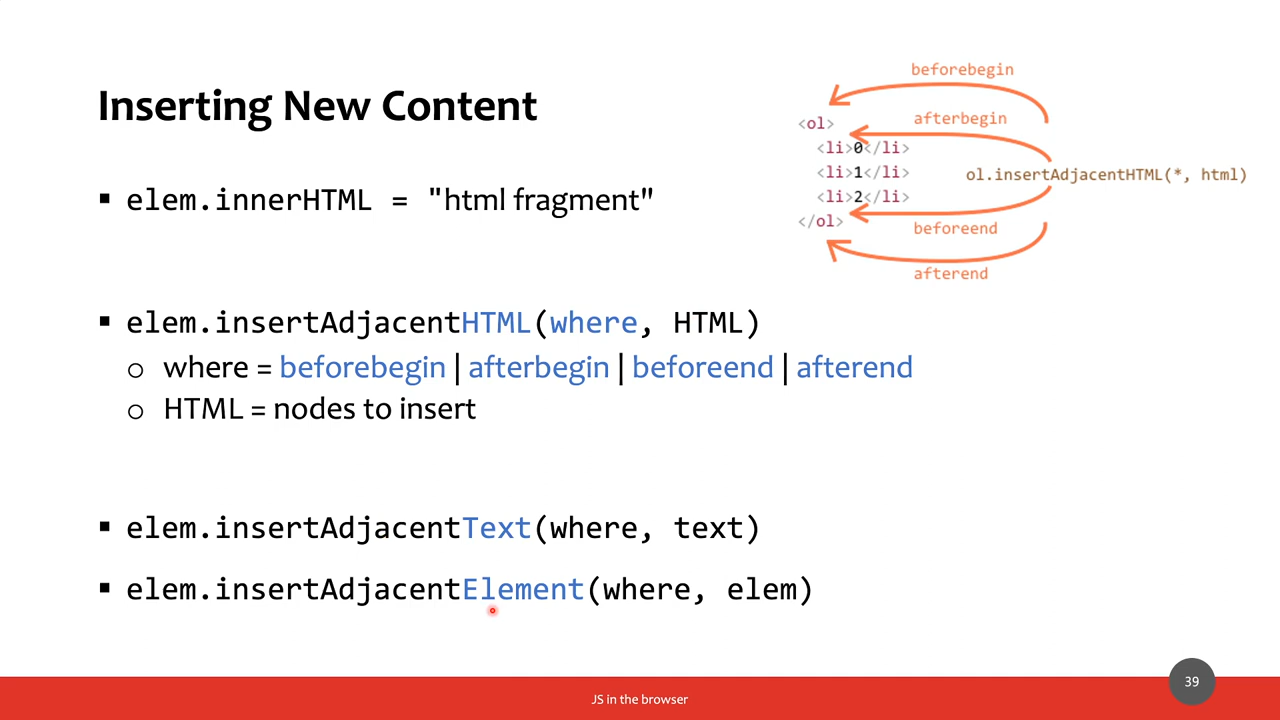 Inserting New Content
▪ elem.innerHTML = "html fragment"
▪ elem.insertAdjacentHTML(where, HTML)
o where = beforebegin | afterbegin | beforeend | afterend
o HTML = nodes to insert
▪ elem.insertAdjacentText(where, text)
▪ elem.insertAdjacentElement(where, elem)
beforebegin
<ol>
afterbegin
<li>0</li>
<li>1</li>
ol.insertAdjacentHTML(*, html)
<li>2</li>
</ol>
beforeend
afterend
JS in the browser
39